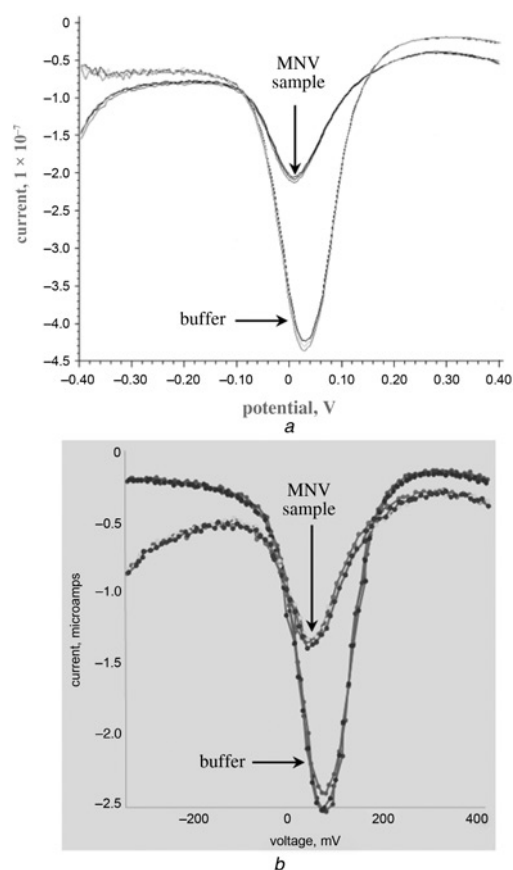 0
−0.5
−1.0
−1.5
−2.0
−2.5
−3.0
−3.5
−4.0
−4.5
current, 1 × 10⁻⁷
MNV
sample
buffer
−0.40 −0.20 −0.10 0 0.10 0.20 0.30 0.40
potential, V
a
0
−0.5
−1.0
−1.5
−2.0
−2.5
current, microamps
MNV
sample
buffer
−200 0 200 400
voltage, mV
b